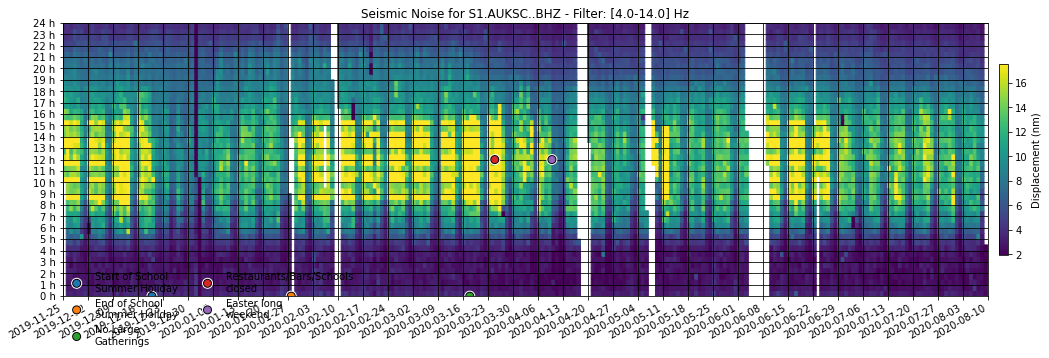 Seismic Noise for S1.AUKSC..BHZ - Filter: [4.0-14.0] Hz
24 h
23 h
22 h
21 h
20 h
19 h
18 h
17 h
16 h
15 h
14 h
13 h
12 h
11 h
10 h
9 h
8 h
7 h
6 h
5 h
4 h
3 h
2 h
1 h
0 h
16
14
12
10
8
6
4
2
Displacement (nm)
Start of School
Summer Holiday
End of School
Summer Holiday
No Large
Gatherings
Restaurants/Bars/Schools
closed
Easter long
weekend
2019-11-25
2020-02-03
2020-02-10
2020-02-17
2020-02-24
2020-03-02
2020-03-09
2020-03-16
2020-03-23
2020-03-30
2020-04-06
2020-04-13
2020-04-20
2020-04-27
2020-05-04
2020-05-11
2020-05-18
2020-05-25
2020-06-01
2020-06-08
2020-06-15
2020-06-22
2020-06-29
2020-07-06
2020-07-13
2020-07-20
2020-07-27
2020-08-03
2020-08-10